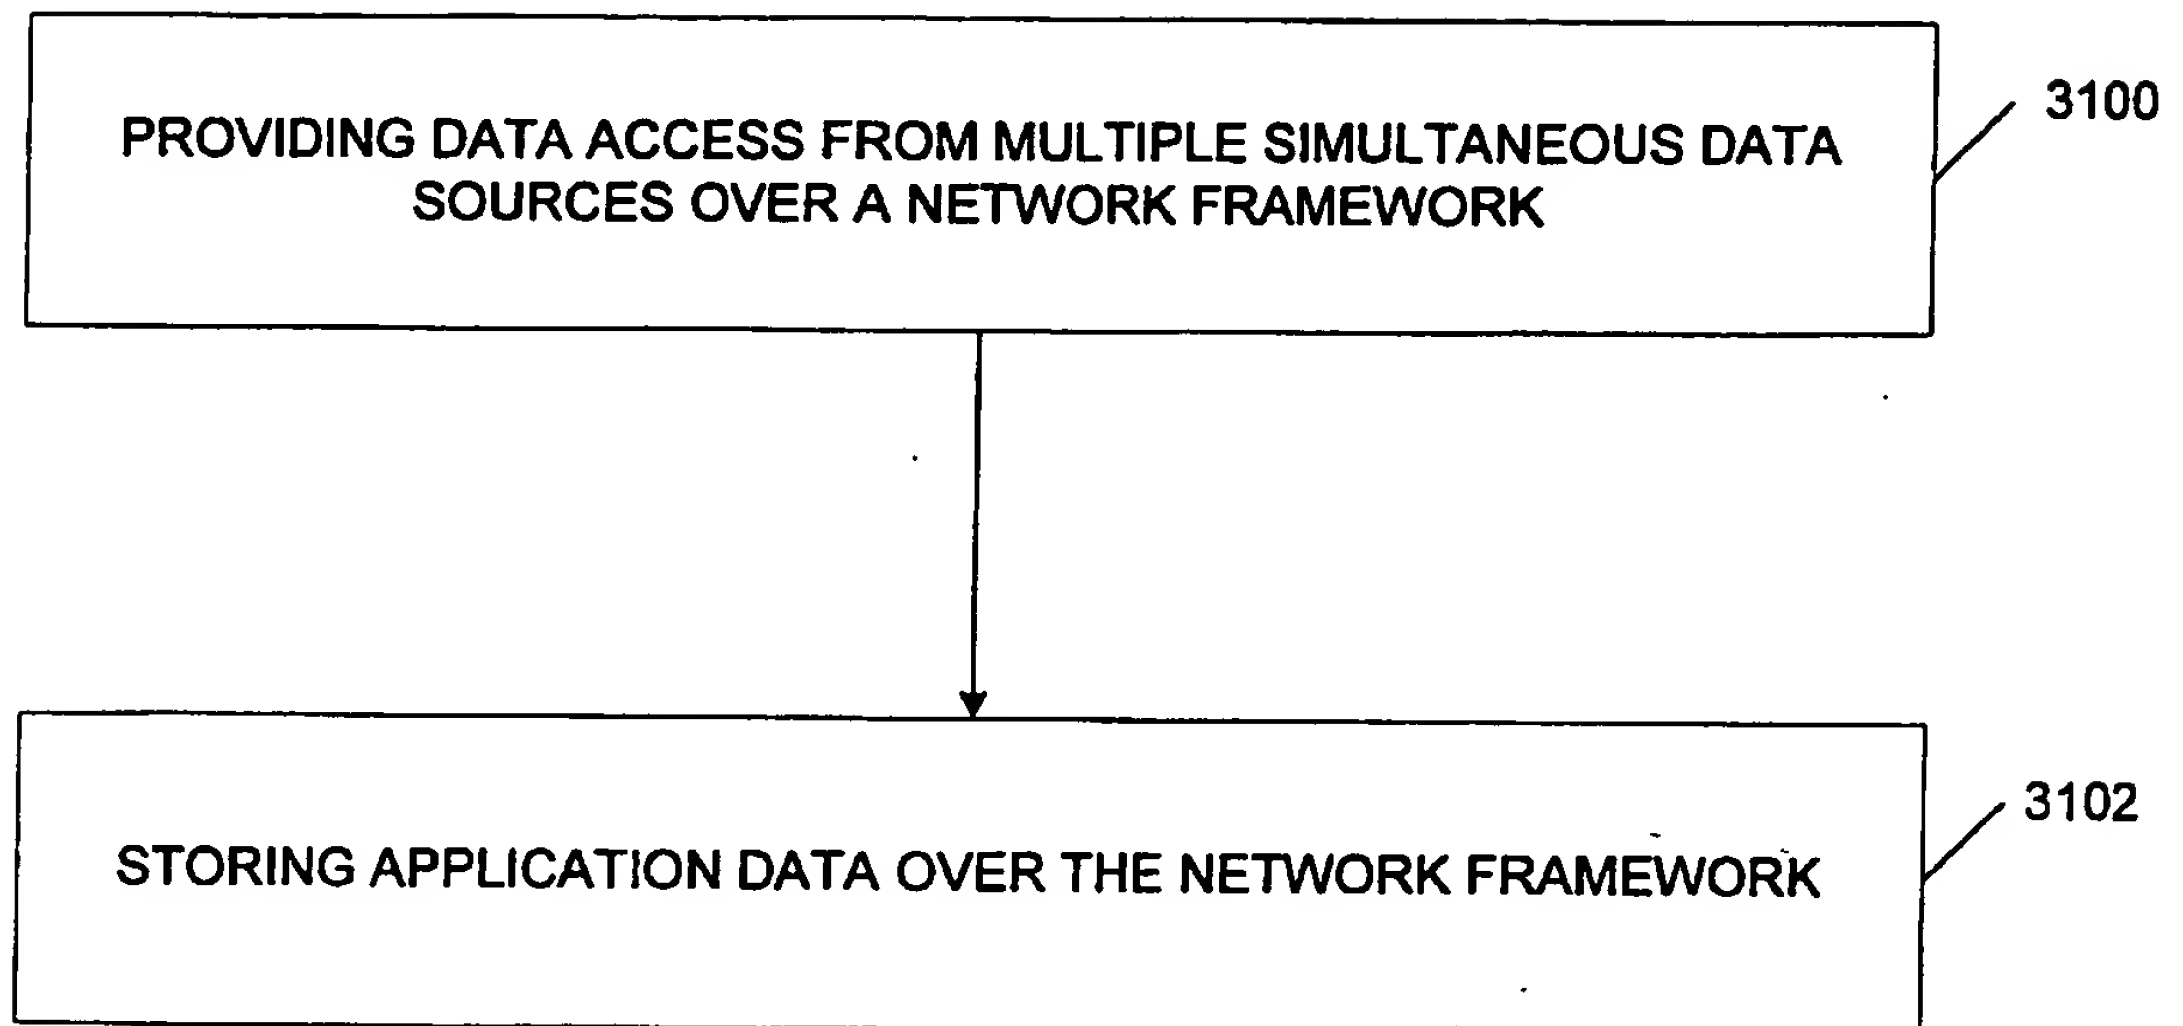 PROVIDING DATA ACCESS FROM MULTIPLE SIMULTANEOUS DATA
SOURCES OVER A NETWORK FRAMEWORK
3100
STORING APPLICATION DATA OVER THE NETWORK FRAMEWORK
3102